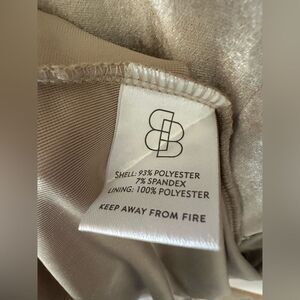 SHELL: 93% POLYESTER
7% SPANDEX
LINING: 100% POLYESTER
KEEP AWAY FROM FIRE